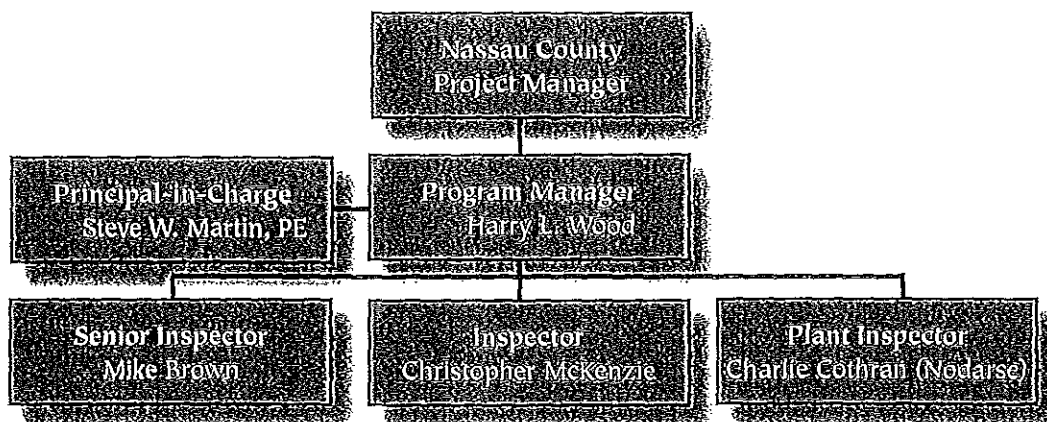 Nassau County
Project Manager
Principal-in-Charge
Steve W. Martin, PE
Program Manager
Harry L. Wood
Senior Inspector
Mike Brown
Inspector
Christopher McKenzie
Plant Inspector
Charlie Cothran (Nodarse)